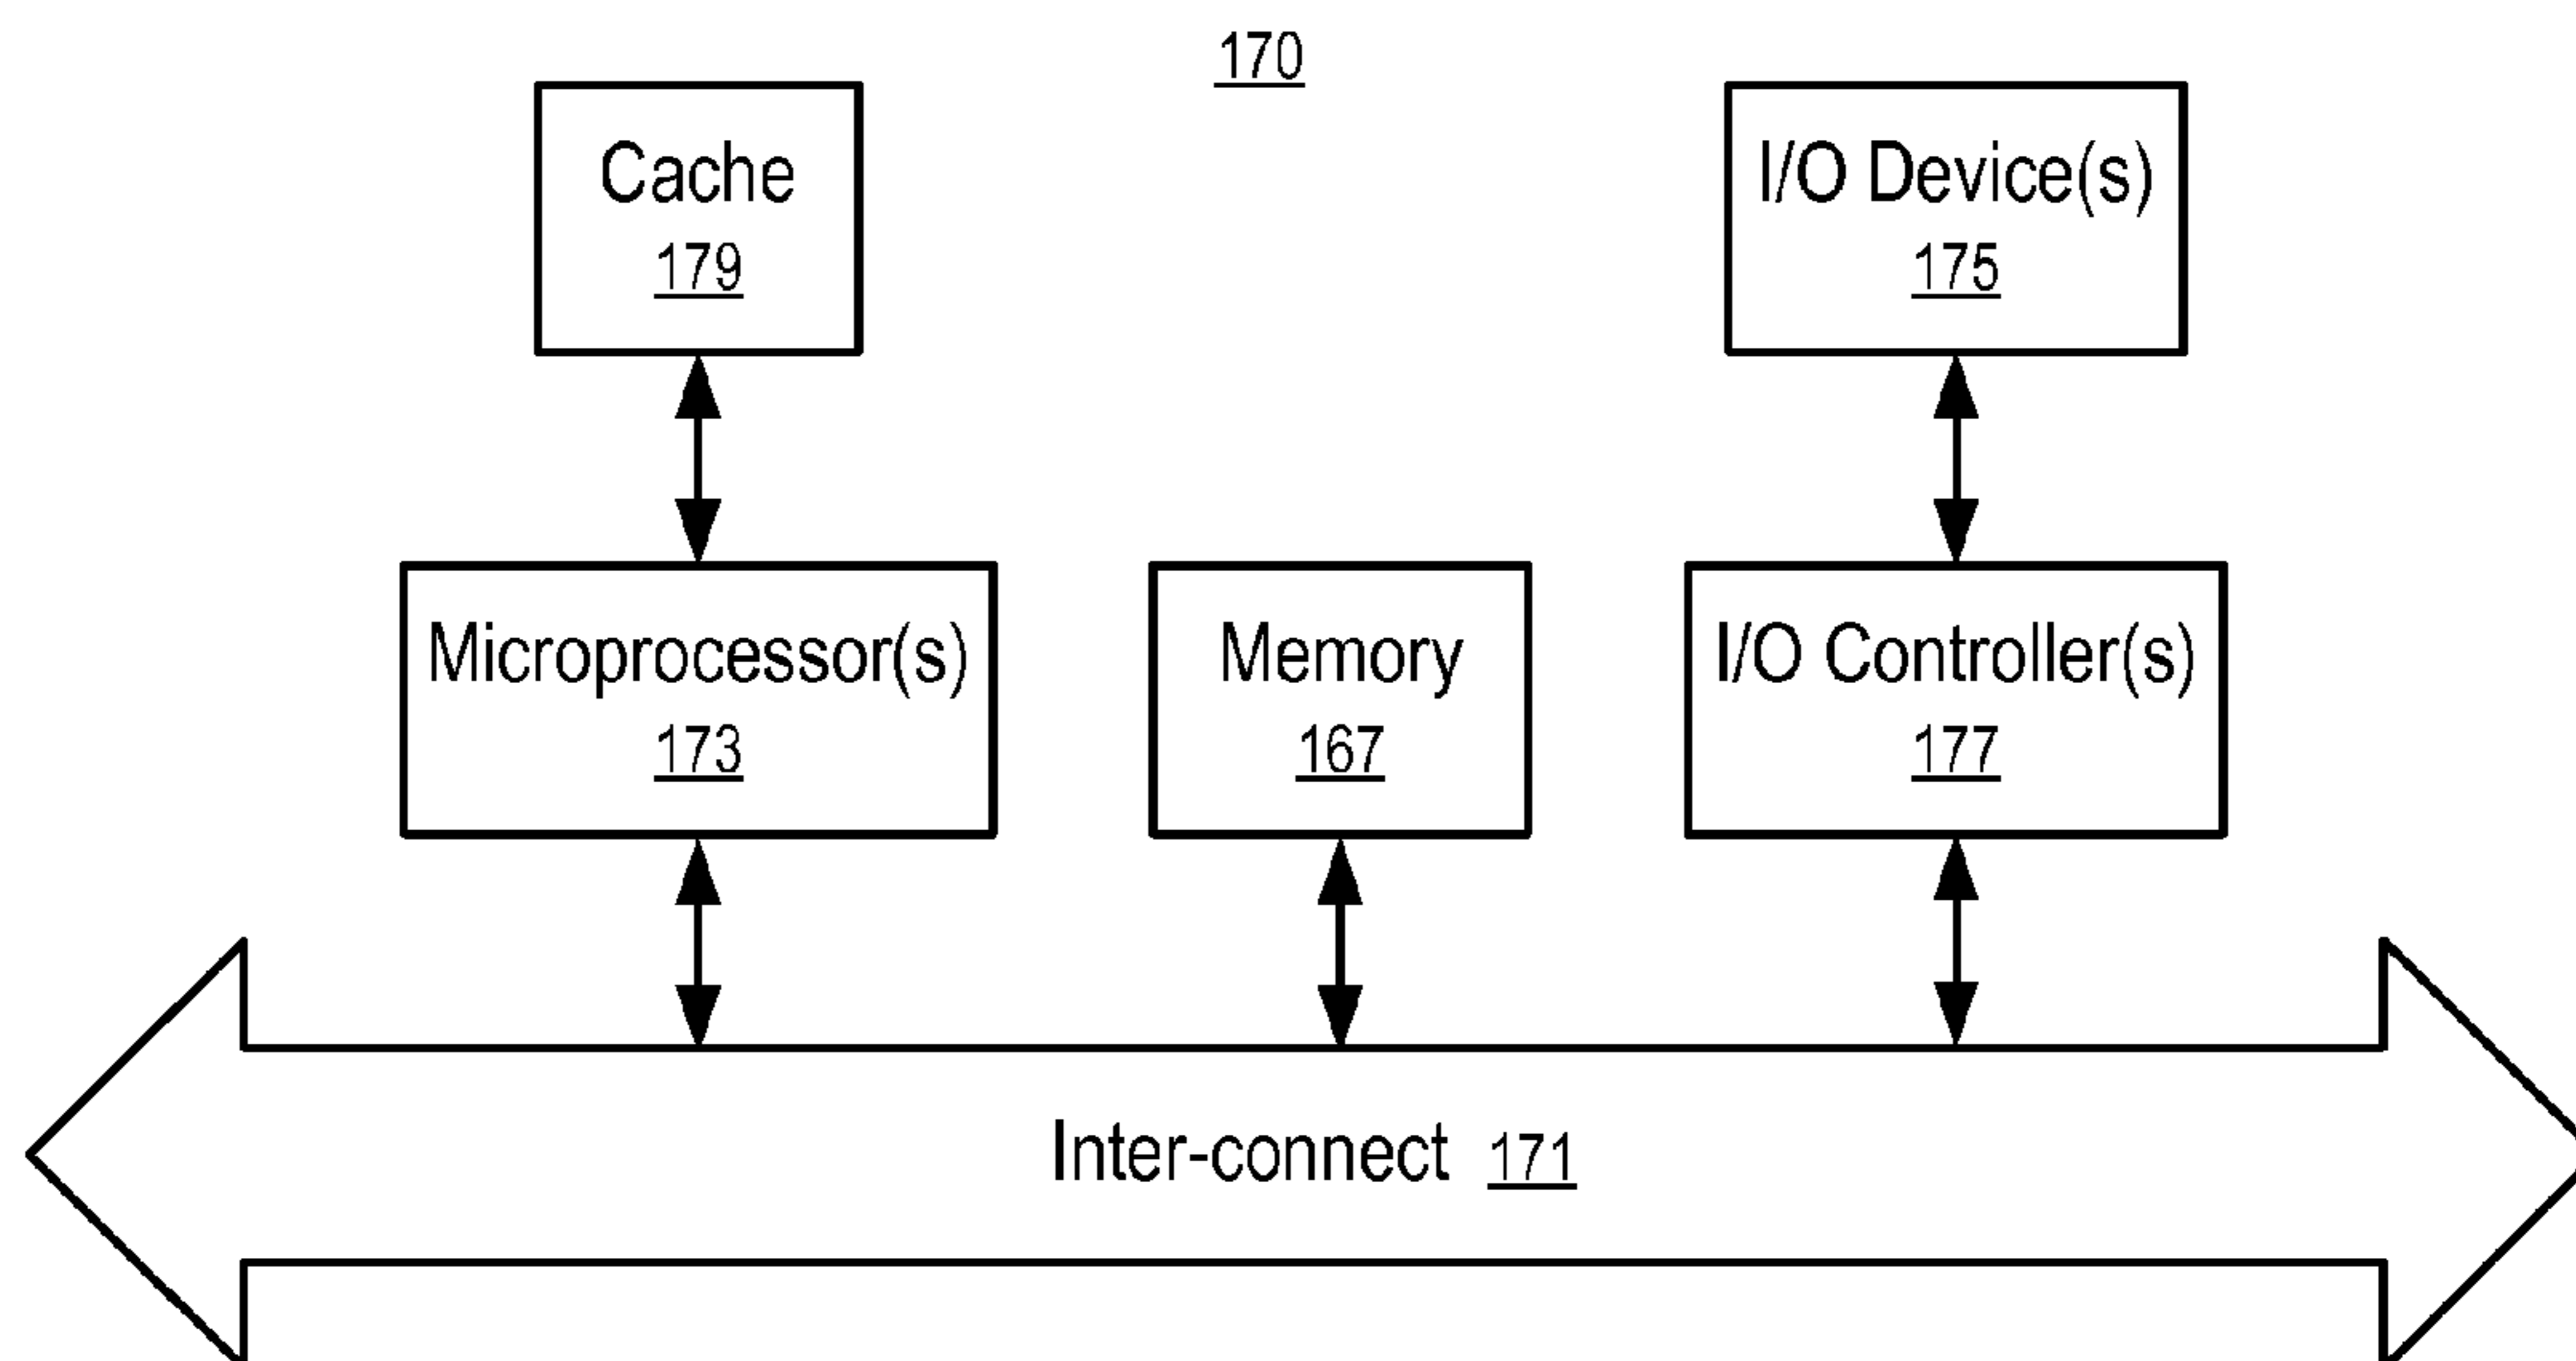 170
Cache
179
I/O Device(s)
175
Microprocessor(s)
173
Memory
167
I/O Controller(s)
177
Inter-connect 171